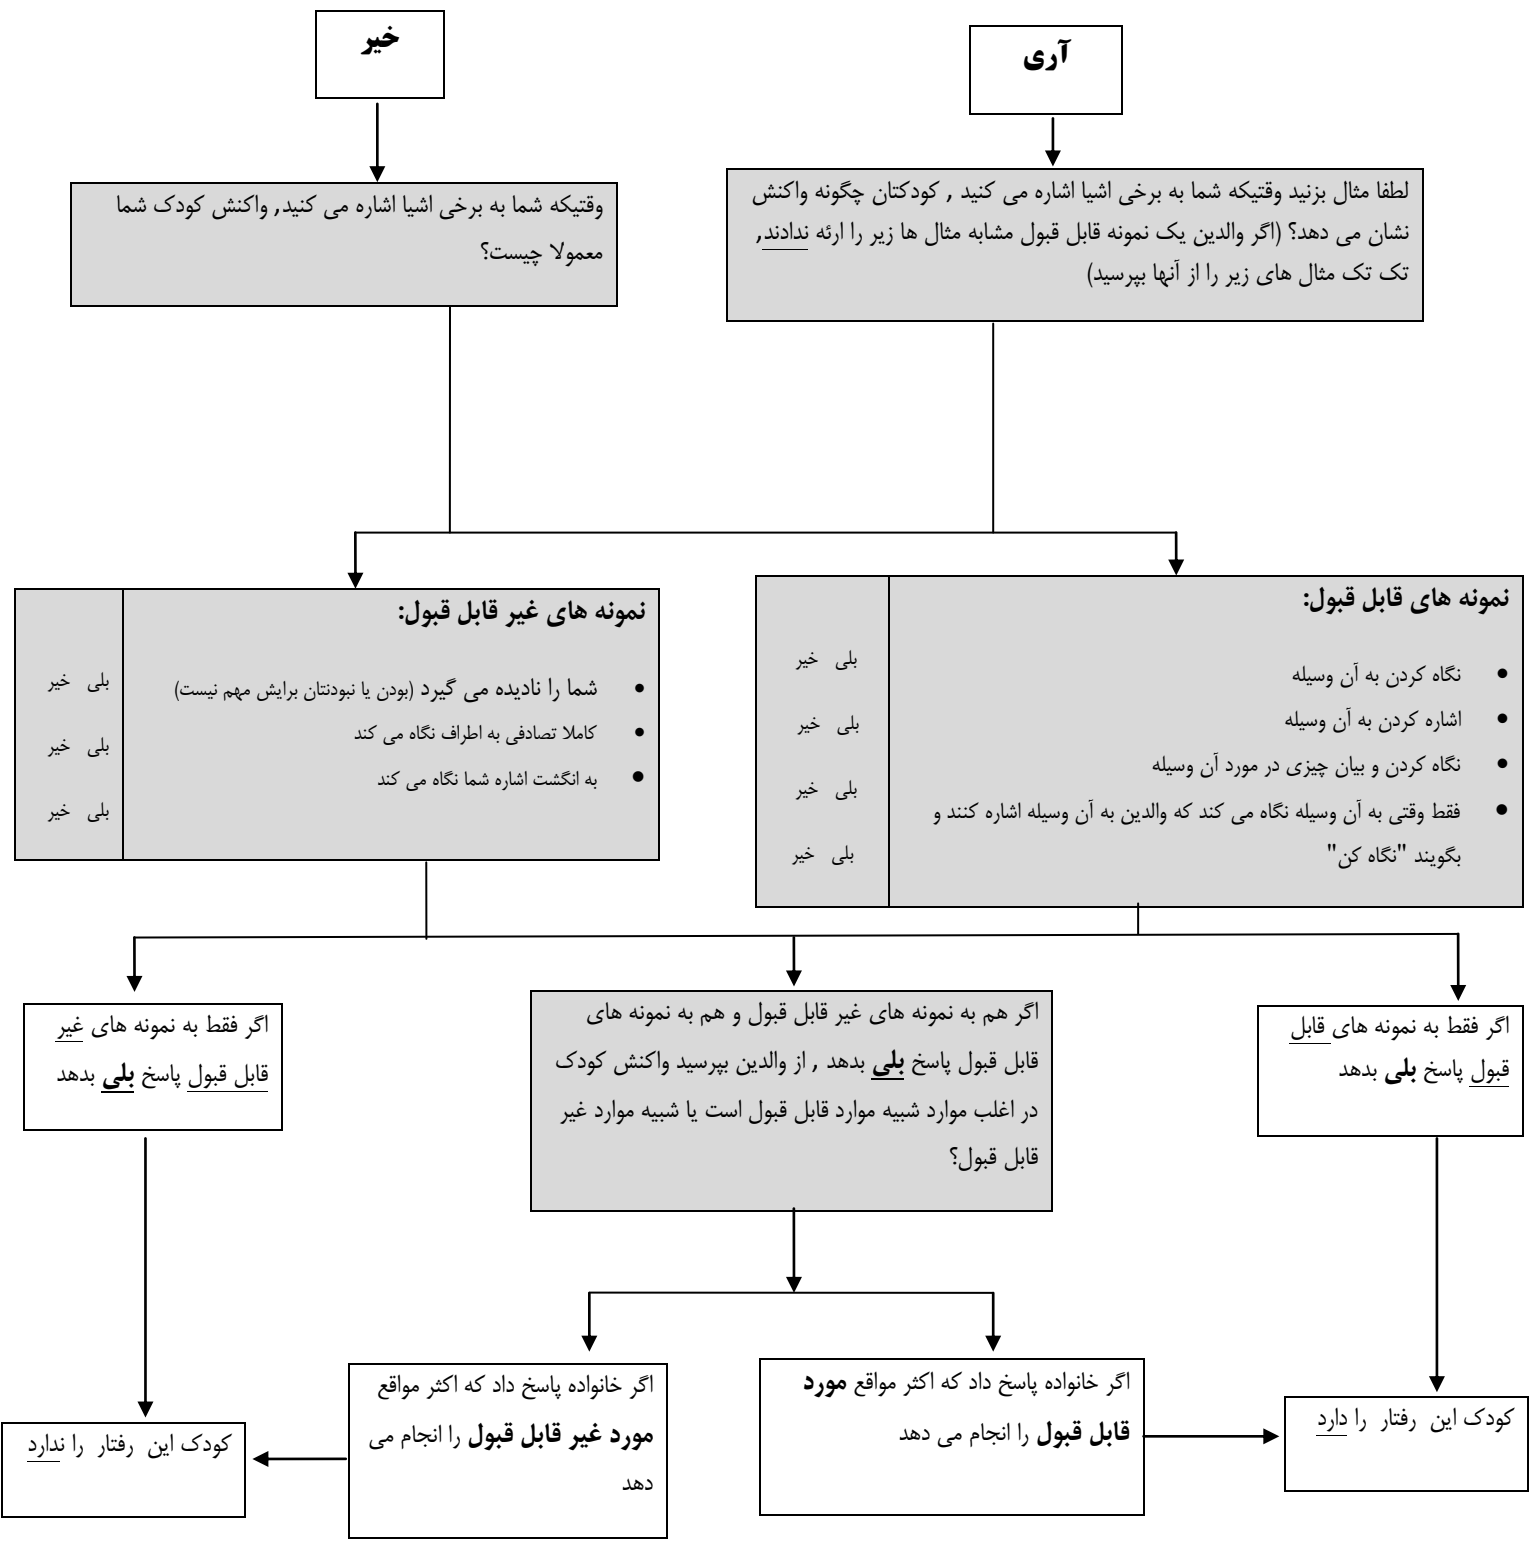 آری
خیر
لطفا مثال بزنید وقتیکه شما به برخی اشیا اشاره می کنید , کودکتان چگونه واکنش
نشان می دهد؟ (اگر والدین یک نمونه قابل قبول مشابه مثال ها زیر را ارئه ندادند,
تک تک مثال های زیر را از آنها بپرسید)
وقتیکه شما به برخی اشیا اشاره می کنید, واکنش کودک شما
معمولا چیست؟
نمونه های قابل قبول:
• نگاه کردن به آن وسیله
• اشاره کردن به آن وسیله
• نگاه کردن و بیان چیزی در مورد آن وسیله
• فقط وقتی به آن وسیله نگاه می کند که والدین به آن وسیله اشاره کنند و
بگویند "نگاه کن"
بلی خیر
بلی خیر
بلی خیر
بلی خیر
نمونه های غیر قابل قبول:
• شما را نادیده می گیرد (بودن یا نبودنتان برایش مهم نیست)
• کاملا تصادفی به اطراف نگاه می کند
• به انگشت اشاره شما نگاه می کند
بلی خیر
بلی خیر
بلی خیر
اگر فقط به نمونه های قابل
قبول پاسخ بلی بدهد
اگر هم به نمونه های غیر قابل قبول و هم به نمونه های
قابل قبول پاسخ بلی بدهد , از والدین بپرسید واکنش کودک
در اغلب موارد شبیه موارد قابل قبول است یا شبیه موارد غیر
قابل قبول؟
اگر فقط به نمونه های غیر
قابل قبول پاسخ بلی بدهد
کودک این رفتار را دارد
اگر خانواده پاسخ داد که اکثر مواقع مورد
قابل قبول را انجام می دهد
اگر خانواده پاسخ داد که اکثر مواقع
مورد غیر قابل قبول را انجام می
دهد
کودک این رفتار را ندارد